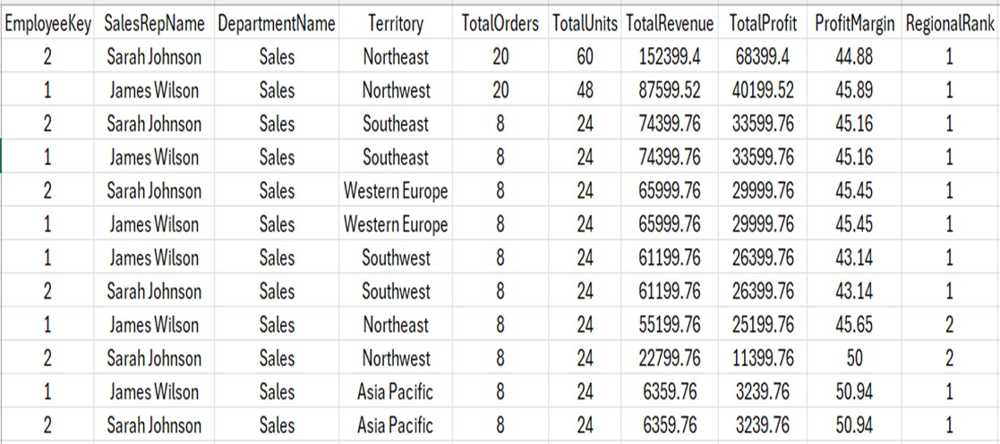 EmployeeKey SalesRepName DepartmentName Territory TotalOrders TotalUnits TotalRevenue TotalProfit ProfitMargin RegionalRank
2 Sarah Johnson Sales Northeast 20 60 152399.4 68399.4 44.88 1
1 James Wilson Sales Northwest 20 48 87599.52 40199.52 45.89 1
2 Sarah Johnson Sales Southeast 8 24 74399.76 33599.76 45.16 1
1 James Wilson Sales Southeast 8 24 74399.76 33599.76 45.16 1
2 Sarah Johnson Sales Western Europe 8 24 65999.76 29999.76 45.45 1
1 James Wilson Sales Western Europe 8 24 65999.76 29999.76 45.45 1
1 James Wilson Sales Southwest 8 24 61199.76 26399.76 43.14 1
2 Sarah Johnson Sales Southwest 8 24 61199.76 26399.76 43.14 1
1 James Wilson Sales Northeast 8 24 55199.76 25199.76 45.65 2
2 Sarah Johnson Sales Northwest 8 24 22799.76 11399.76 50 2
1 James Wilson Sales Asia Pacific 8 24 6359.76 3239.76 50.94 1
2 Sarah Johnson Sales Asia Pacific 8 24 6359.76 3239.76 50.94 1